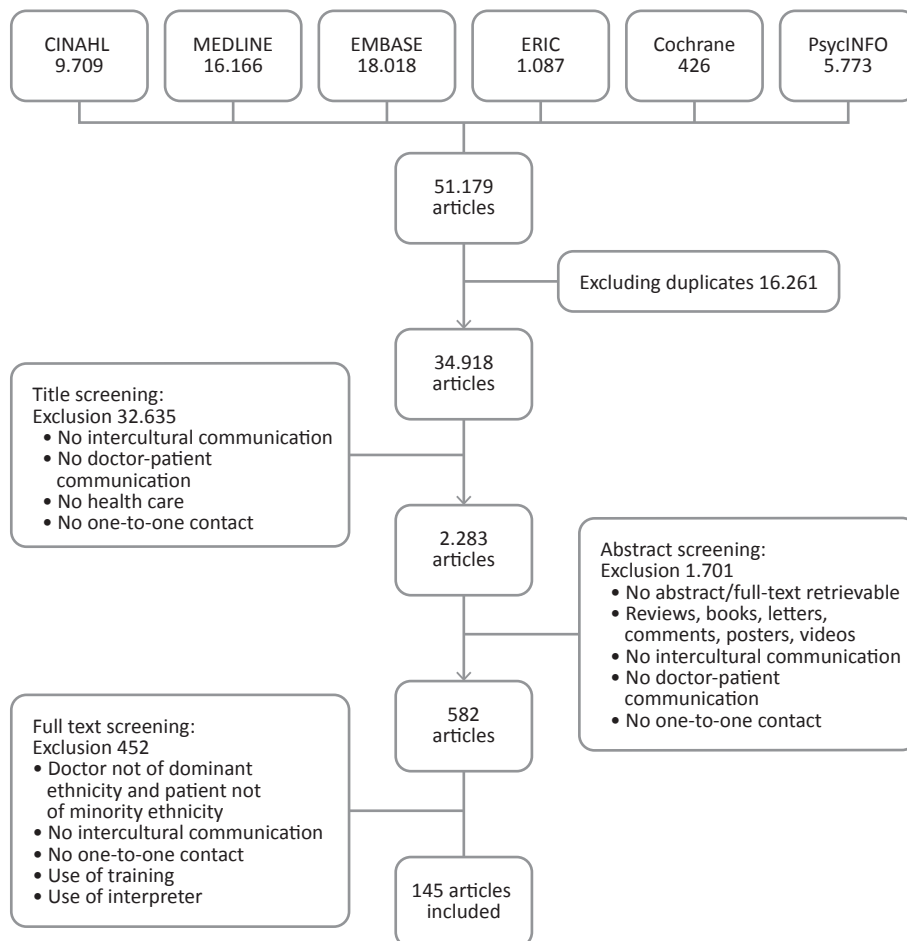 CINAHL
9.709
MEDLINE
16.166
EMBASE
18.018
ERIC
1.087
Cochrane
426
PsycINFO
5.773
51.179
articles
Excluding duplicates 16.261
34.918
articles
Title screening:
Exclusion 32.635
• No intercultural communication
• No doctor-patient
communication
• No health care
• No one-to-one contact
2.283
articles
Abstract screening:
Exclusion 1.701
• No abstract/full-text retrievable
• Reviews, books, letters,
comments, posters, videos
• No intercultural communication
• No doctor-patient
communication
• No one-to-one contact
582
articles
Full text screening:
Exclusion 452
• Doctor not of dominant
ethnicity and patient not
of minority ethnicity
• No intercultural communication
• No one-to-one contact
• Use of training
• Use of interpreter
145 articles
included